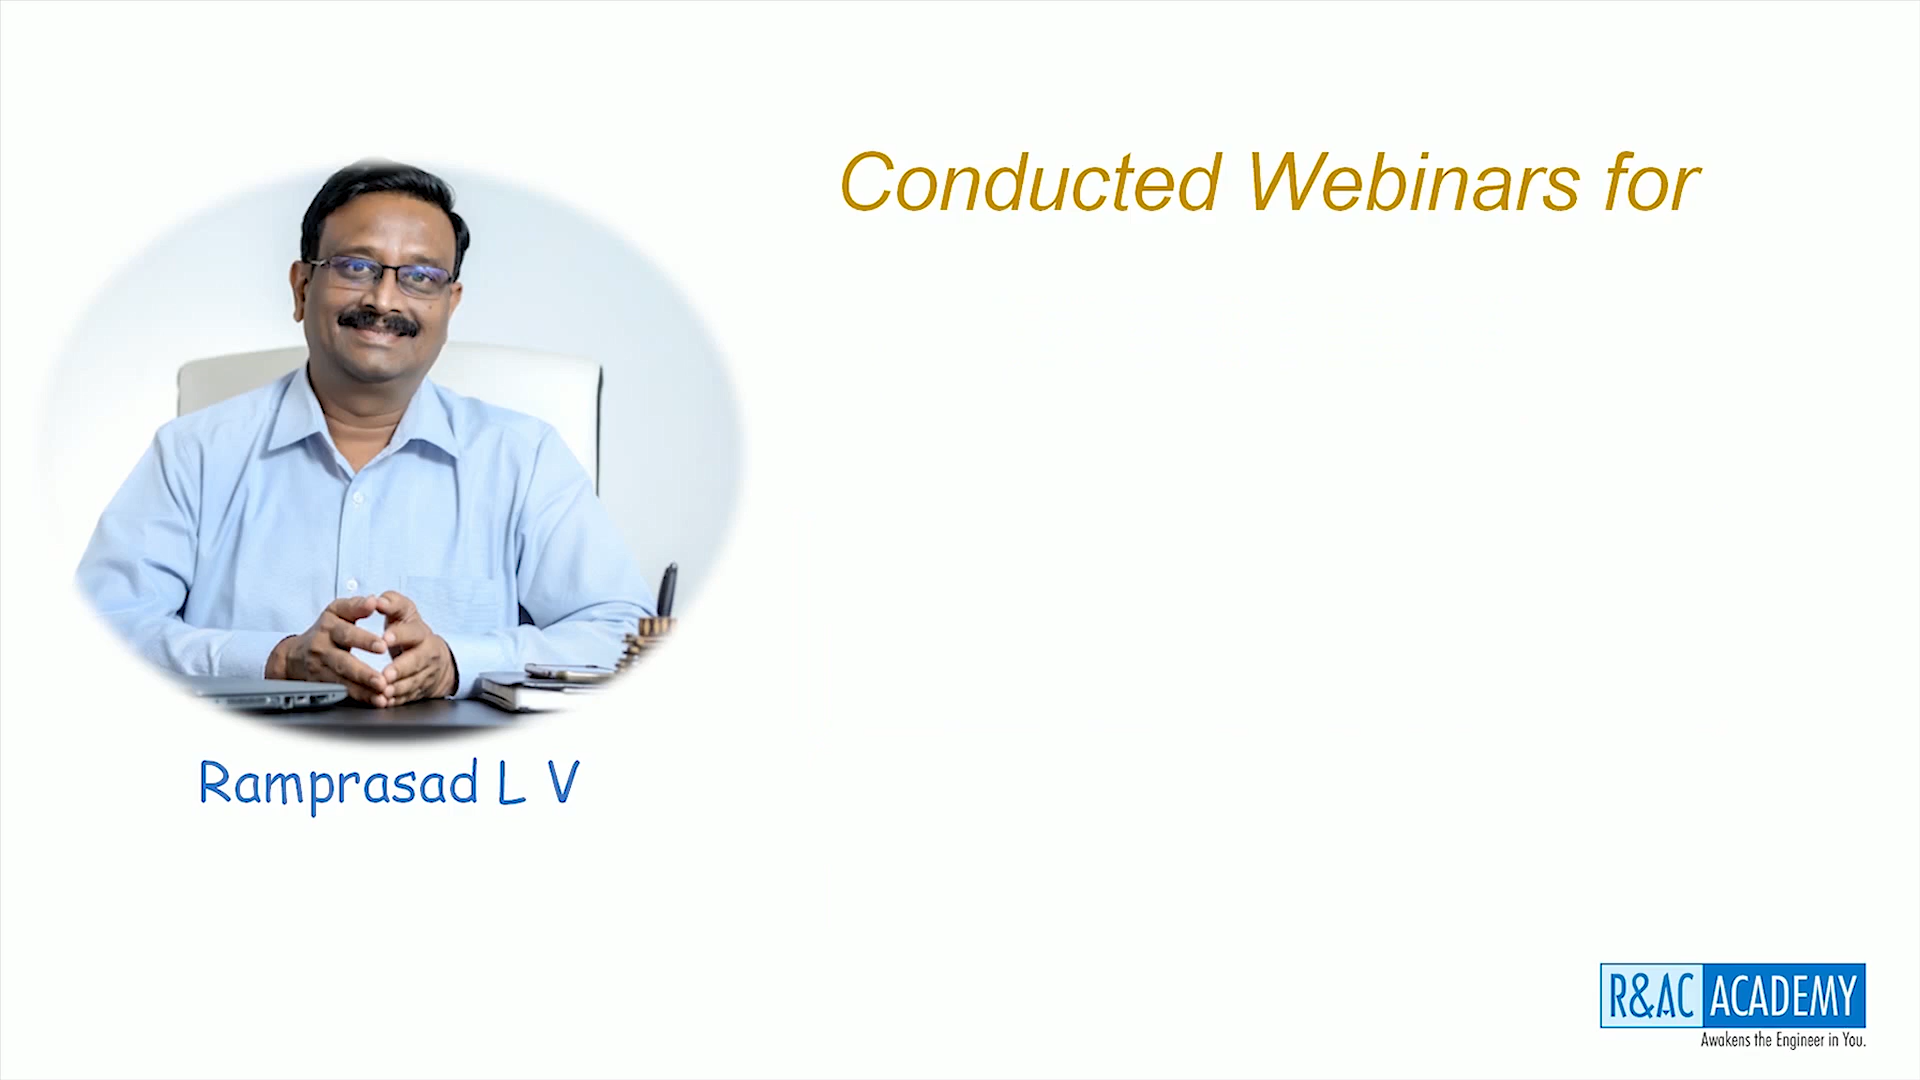 Conducted Webinars for
Ramprasad L V
R&AC ACADEMY
Awakens the Engineer in You.